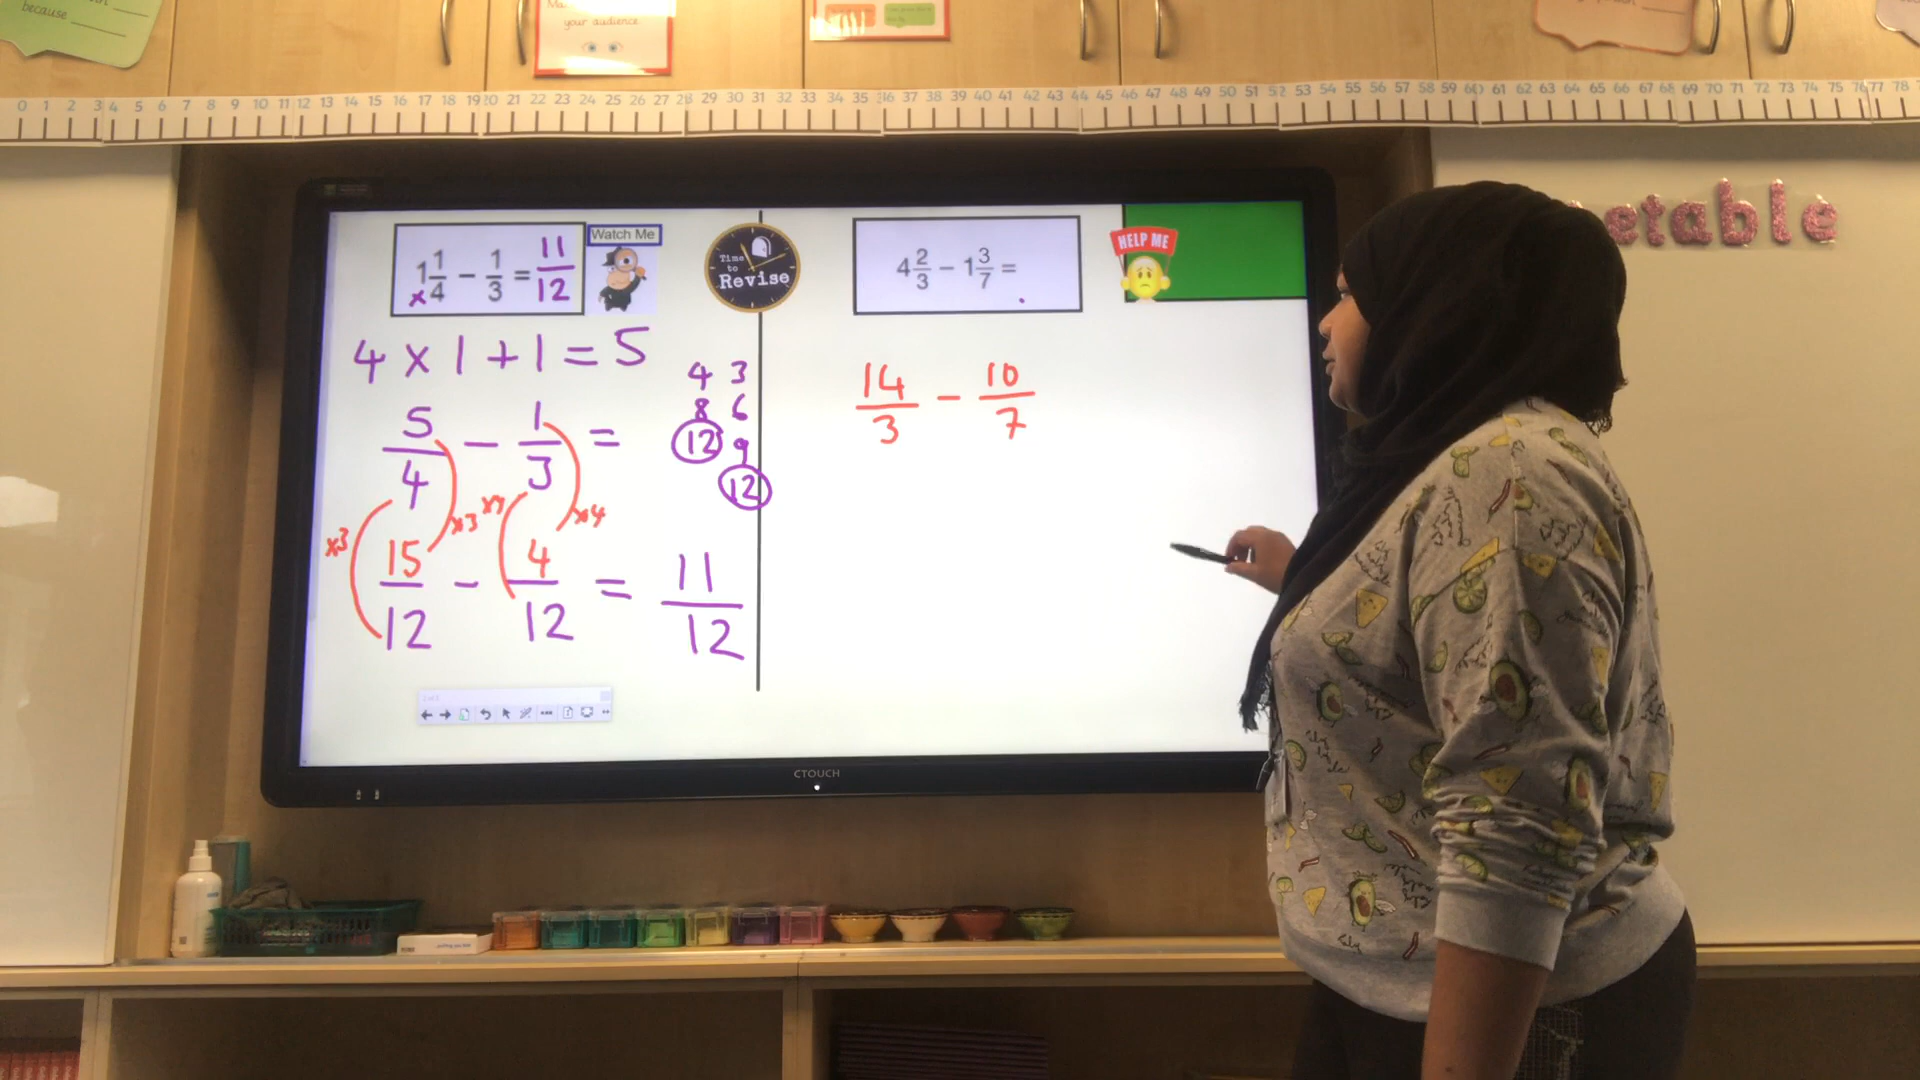 because
your audience
0 1 2 3 4 5 6 7 8 9 10 11 12 13 14 15 16 17 18 19 20 21 22 23 24 25 26 27 28 29 30 31 32 33 34 35 36 37 38 39 40 41 42 43 44 45 46 47 48 49 50 51 52 53 54 55 56 57 58 59 60 61 62 63 64 65 66 67 68 69 70 71 72 73 74 75 76 77 78
etable
1 1/4 - 1/3 = 11/12
×
Watch Me
Time
to
Revise
4 2/3 - 1 3/7 =
HELP ME
4 × 1 + 1 = 5
4 3
8 6
12 9
12
5/4 - 1/3 =
×3 ×3 ×4
15/12 - 4/12 = 11/12
14/3 - 10/7
CTOUCH